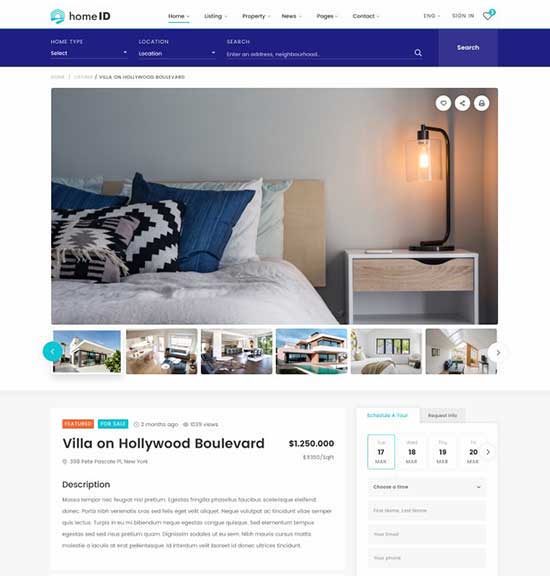 homeID
Home Listing Property News Pages Contact ENG SIGN IN 2
HOME TYPE LOCATION SEARCH
Select Location Enter an address, neighbourhood... Search
HOME / LISTING / VILLA ON HOLLYWOOD BOULEVARD
FEATURED FOR SALE 2 months ago 1039 views
Villa on Hollywood Boulevard $1.250.000
398 Pete Pascale Pl, New York $9350/SqFt
Description
Massa tempor nec feugiat nisl pretium. Egestas fringilla phasellus faucibus scelerisque eleifend
donec. Porta nibh venenatis cras sed felis eget velit aliquet. Neque volutpat ac tincidunt vitae semper
quis lectus. Turpis in eu mi bibendum neque egestas congue quisque. Sed elementum tempus
egestas sed sed risus pretium quam. Dignissim sodales ut eu sem. Nibh mauris cursus mattis
molestie a iaculis at erat pellentesque. Id interdum velit laoreet id donec ultrices tincidunt.
Schedule A Tour Request Info
Tue Wed Thu Fri
17 18 19 20
MAR MAR MAR MAR
Choose a time
First Name, Last Name
Your Email
Your phone